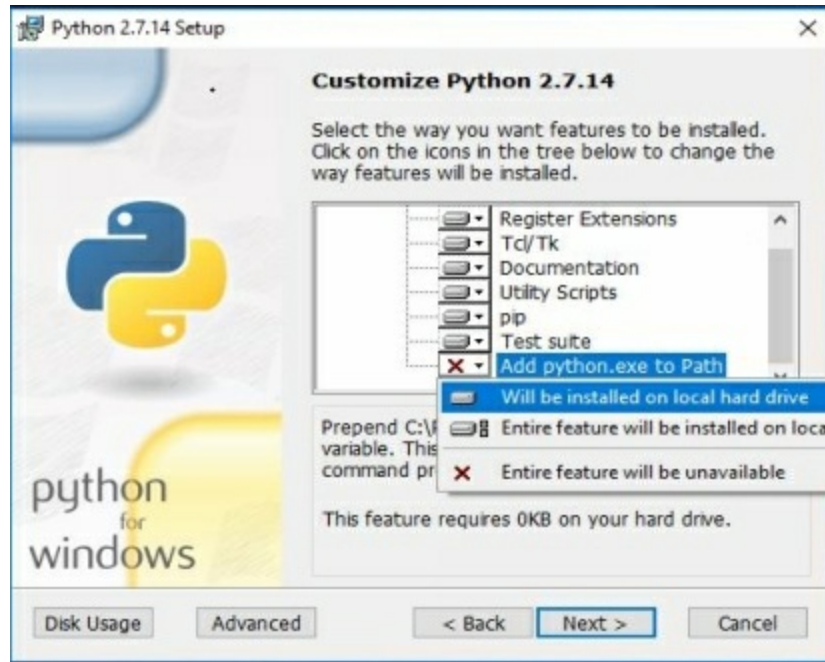 Python 2.7.14 Setup
Customize Python 2.7.14
Select the way you want features to be installed.
Click on the icons in the tree below to change the
way features will be installed.
Register Extensions
Tcl/Tk
Documentation
Utility Scripts
pip
Test suite
Add python.exe to Path
Will be installed on local hard drive
Entire feature will be installed on loca
Entire feature will be unavailable
Prepend C:\
variable. This
command pr
This feature requires 0KB on your hard drive.
python
for
windows
Disk Usage
Advanced
< Back
Next >
Cancel